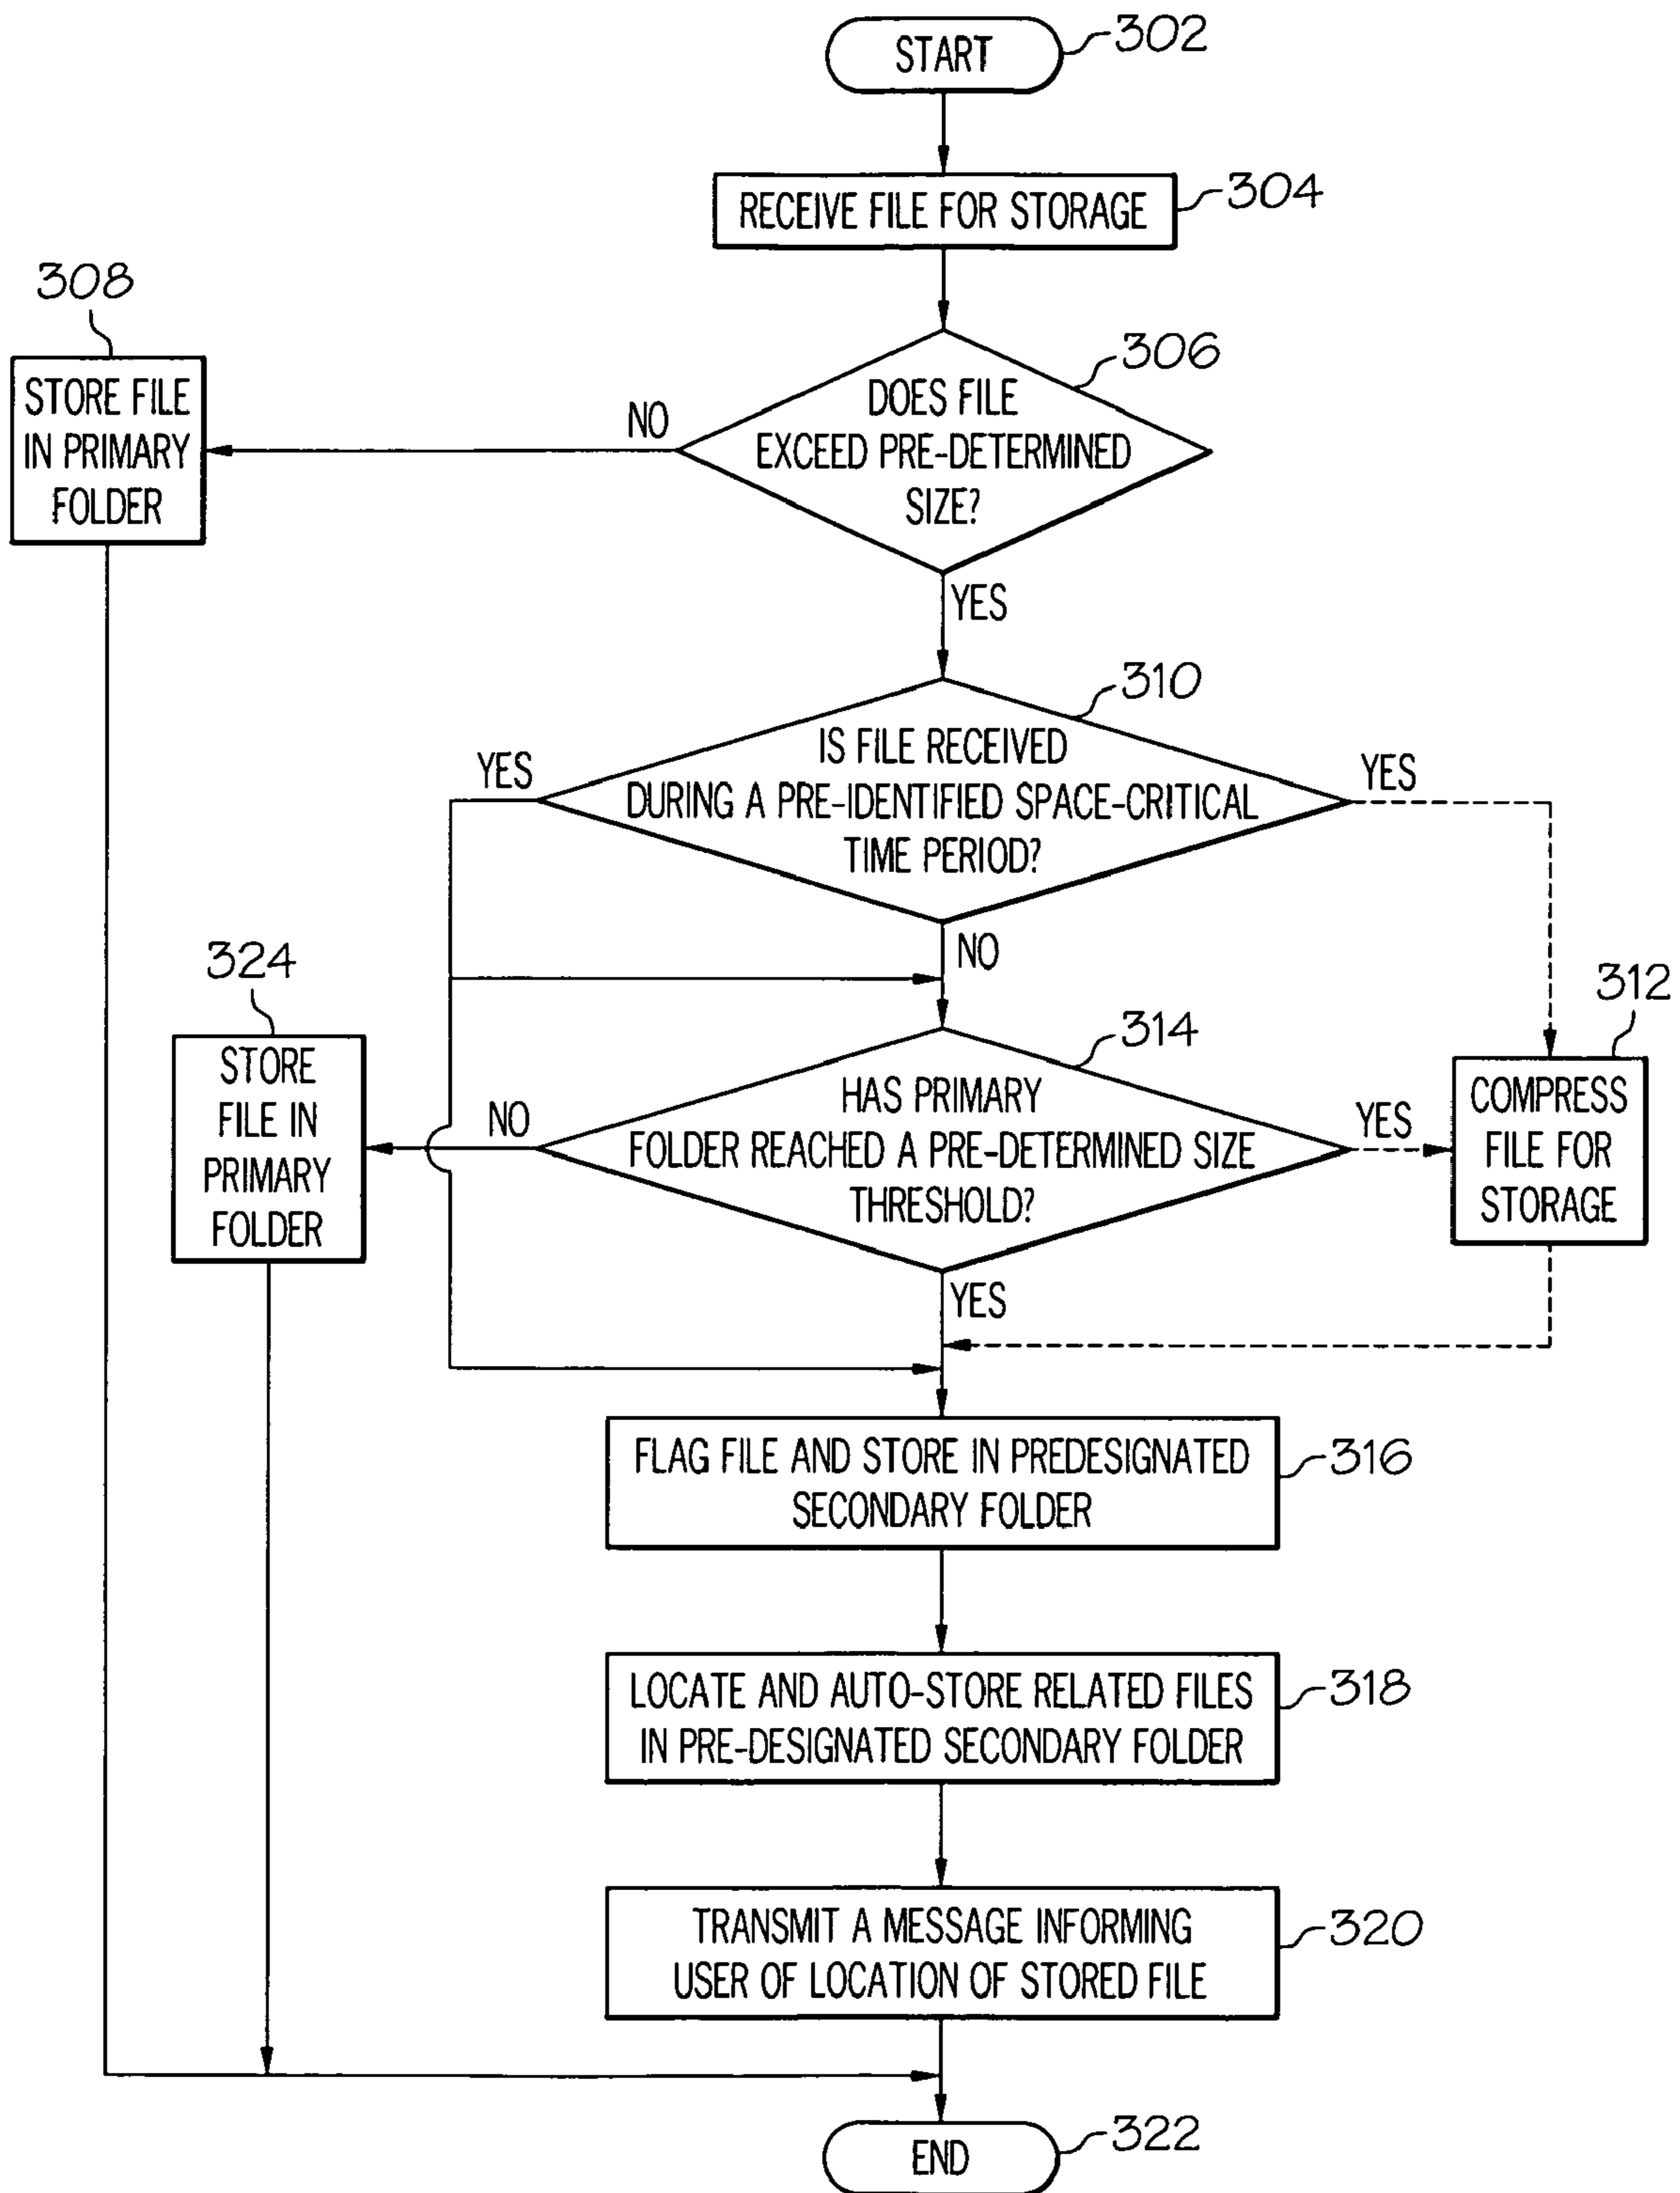 START
302
RECEIVE FILE FOR STORAGE
304
308
STORE FILE
IN PRIMARY
FOLDER
NO
306
DOES FILE
EXCEED PRE-DETERMINED
SIZE?
YES
310
IS FILE RECEIVED
DURING A PRE-IDENTIFIED SPACE-CRITICAL
TIME PERIOD?
YES
YES
NO
324
STORE
FILE IN
PRIMARY
FOLDER
NO
314
HAS PRIMARY
FOLDER REACHED A PRE-DETERMINED SIZE
THRESHOLD?
YES
312
COMPRESS
FILE FOR
STORAGE
YES
FLAG FILE AND STORE IN PREDESIGNATED
SECONDARY FOLDER
316
LOCATE AND AUTO-STORE RELATED FILES
IN PRE-DESIGNATED SECONDARY FOLDER
318
TRANSMIT A MESSAGE INFORMING
USER OF LOCATION OF STORED FILE
320
END
322